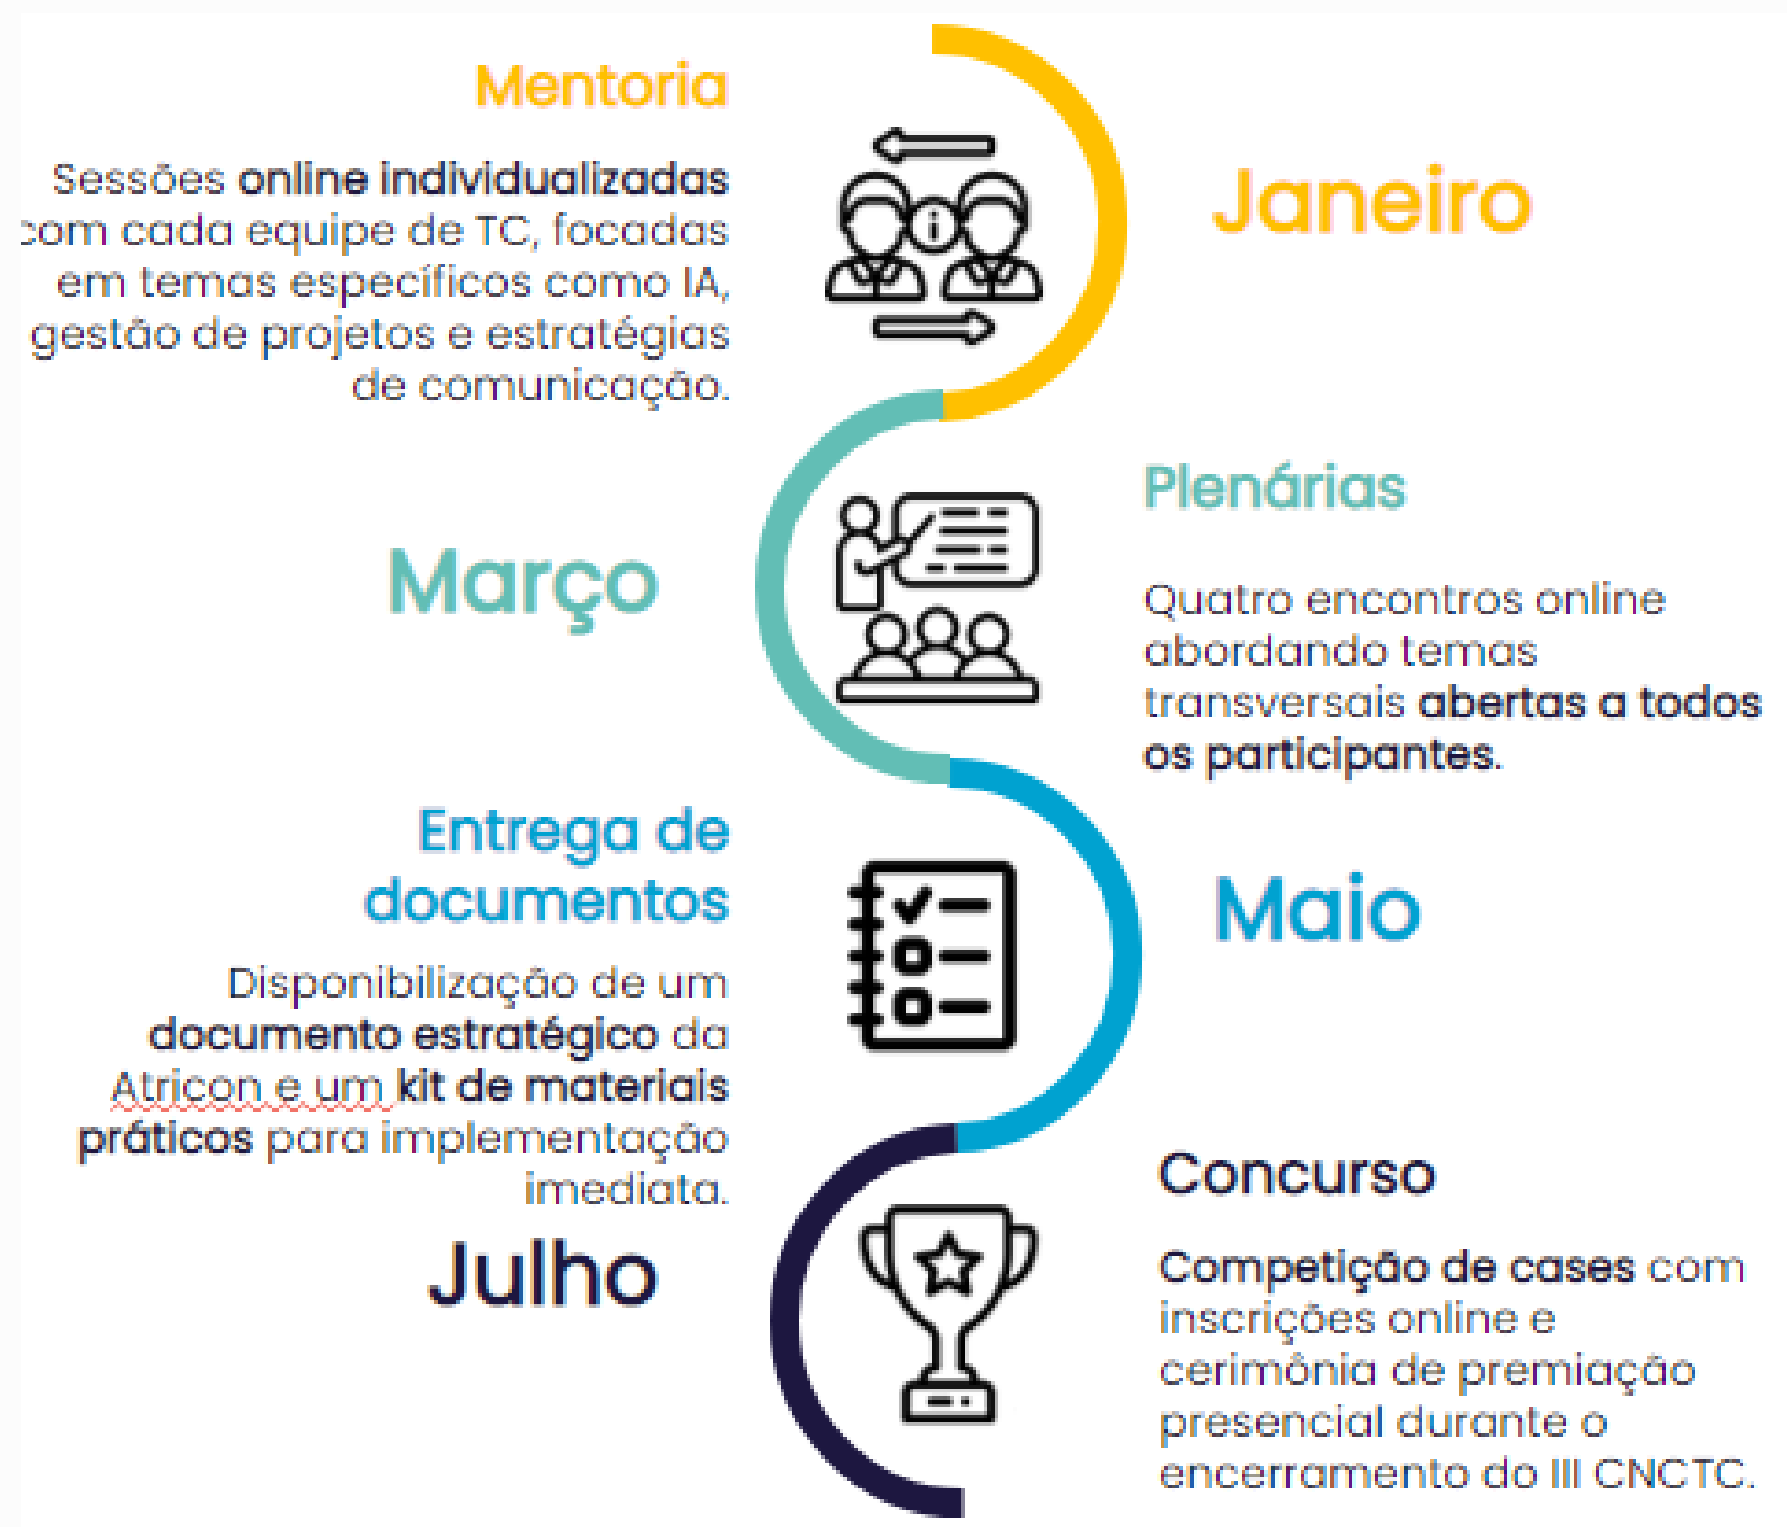 Mentoria
Sessões online individualizadas
com cada equipe de TC, focadas
em temas específicos como IA,
gestão de projetos e estratégias
de comunicação.
Janeiro
Março
Plenárias
Quatro encontros online
abordando temas
transversais abertas a todos
os participantes.
Entrega de
documentos
Disponibilização de um
documento estratégico da
Atricon e um kit de materiais
práticos para implementação
imediata.
Maio
Julho
Concurso
Competição de cases com
inscrições online e
cerimônia de premiação
presencial durante o
encerramento do III CNCTC.